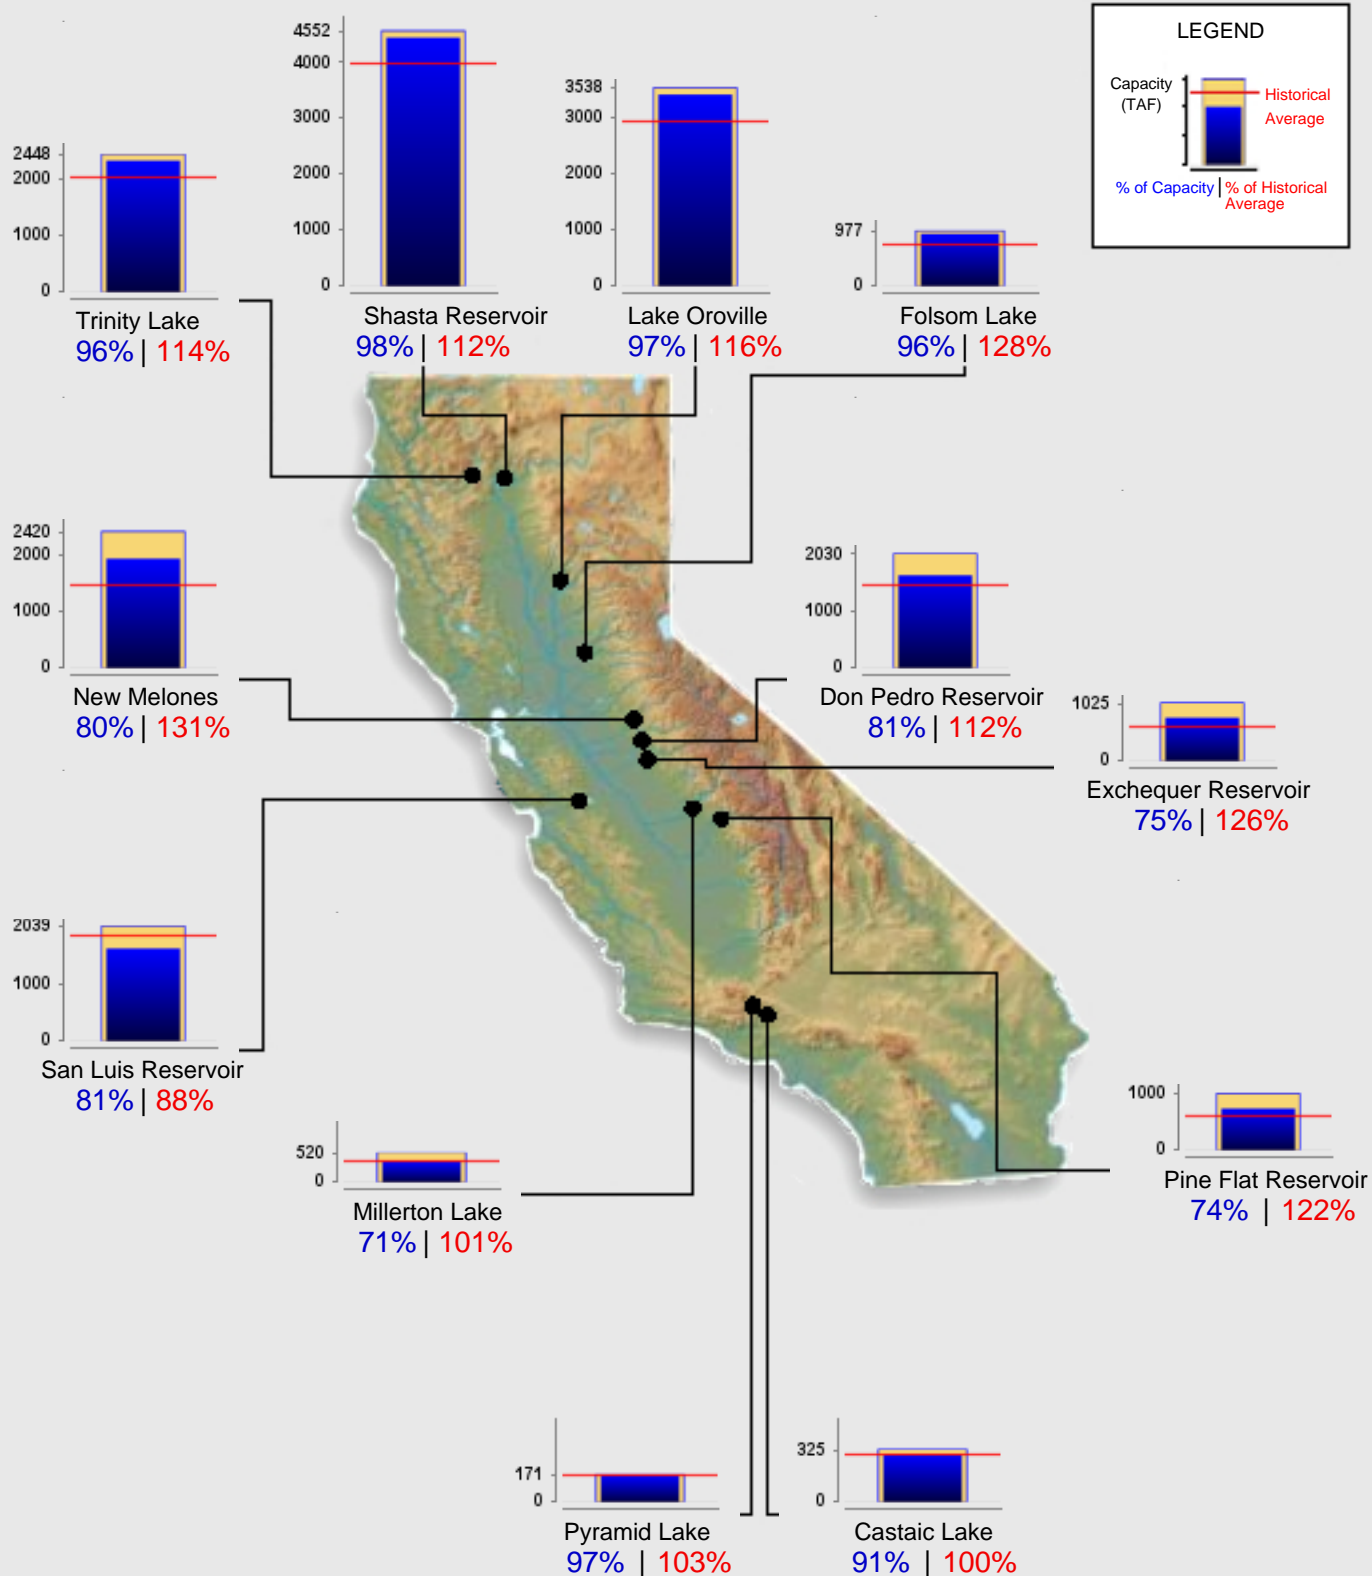 LEGEND
Capacity
(TAF)
Historical
Average
% of Capacity | % of Historical
Average
4552
4000
3000
2000
1000
0
Shasta Reservoir
98% | 112%
3538
3000
2000
1000
0
Lake Oroville
97% | 116%
2448
2000
1000
0
Trinity Lake
96% | 114%
977
0
Folsom Lake
96% | 128%
2420
2000
1000
0
New Melones
80% | 131%
2030
1000
0
Don Pedro Reservoir
81% | 112%
1025
0
Exchequer Reservoir
75% | 126%
2039
1000
0
San Luis Reservoir
81% | 88%
520
0
Millerton Lake
71% | 101%
1000
0
Pine Flat Reservoir
74% | 122%
171
0
Pyramid Lake
97% | 103%
325
0
Castaic Lake
91% | 100%